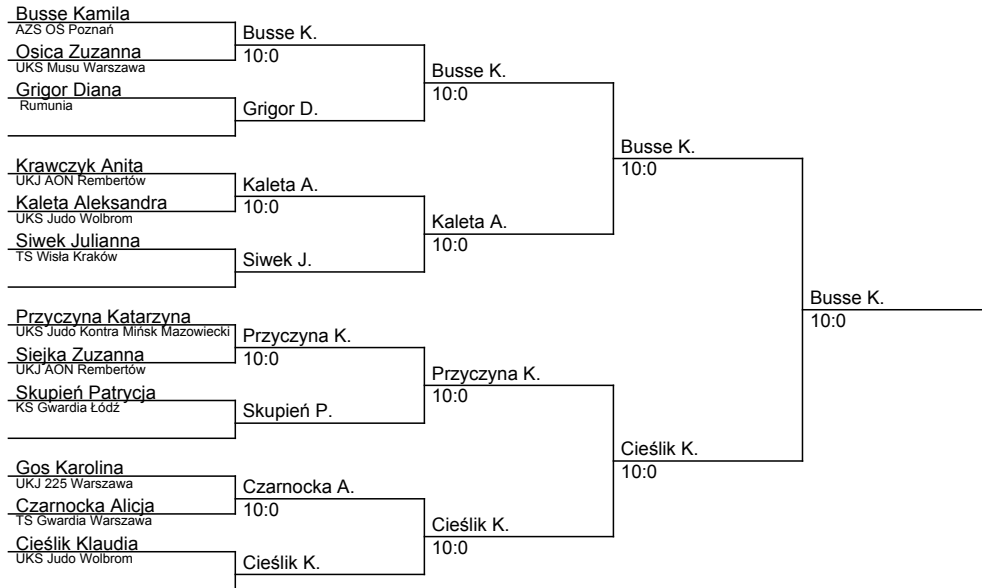 Busse Kamila
AZS OŚ Poznań
Osica Zuzanna
UKS Musu Warszawa
Grigor Diana
Rumunia
Krawczyk Anita
UKJ AON Rembertów
Kaleta Aleksandra
UKS Judo Wolbrom
Siwek Julianna
TS Wisła Kraków
Przyczyna Katarzyna
UKS Judo Kontra Mińsk Mazowiecki
Siejka Zuzanna
UKJ AON Rembertów
Skupień Patrycja
KS Gwardia Łódź
Gos Karolina
UKJ 225 Warszawa
Czarnocka Alicja
TS Gwardia Warszawa
Cieślik Klaudia
UKS Judo Wolbrom
Busse K.
10:0
Grigor D.
Kaleta A.
10:0
Siwek J.
Przyczyna K.
10:0
Skupień P.
Czarnocka A.
10:0
Cieślik K.
Busse K.
10:0
Kaleta A.
10:0
Przyczyna K.
10:0
Cieślik K.
10:0
Busse K.
10:0
Cieślik K.
10:0
Busse K.
10:0